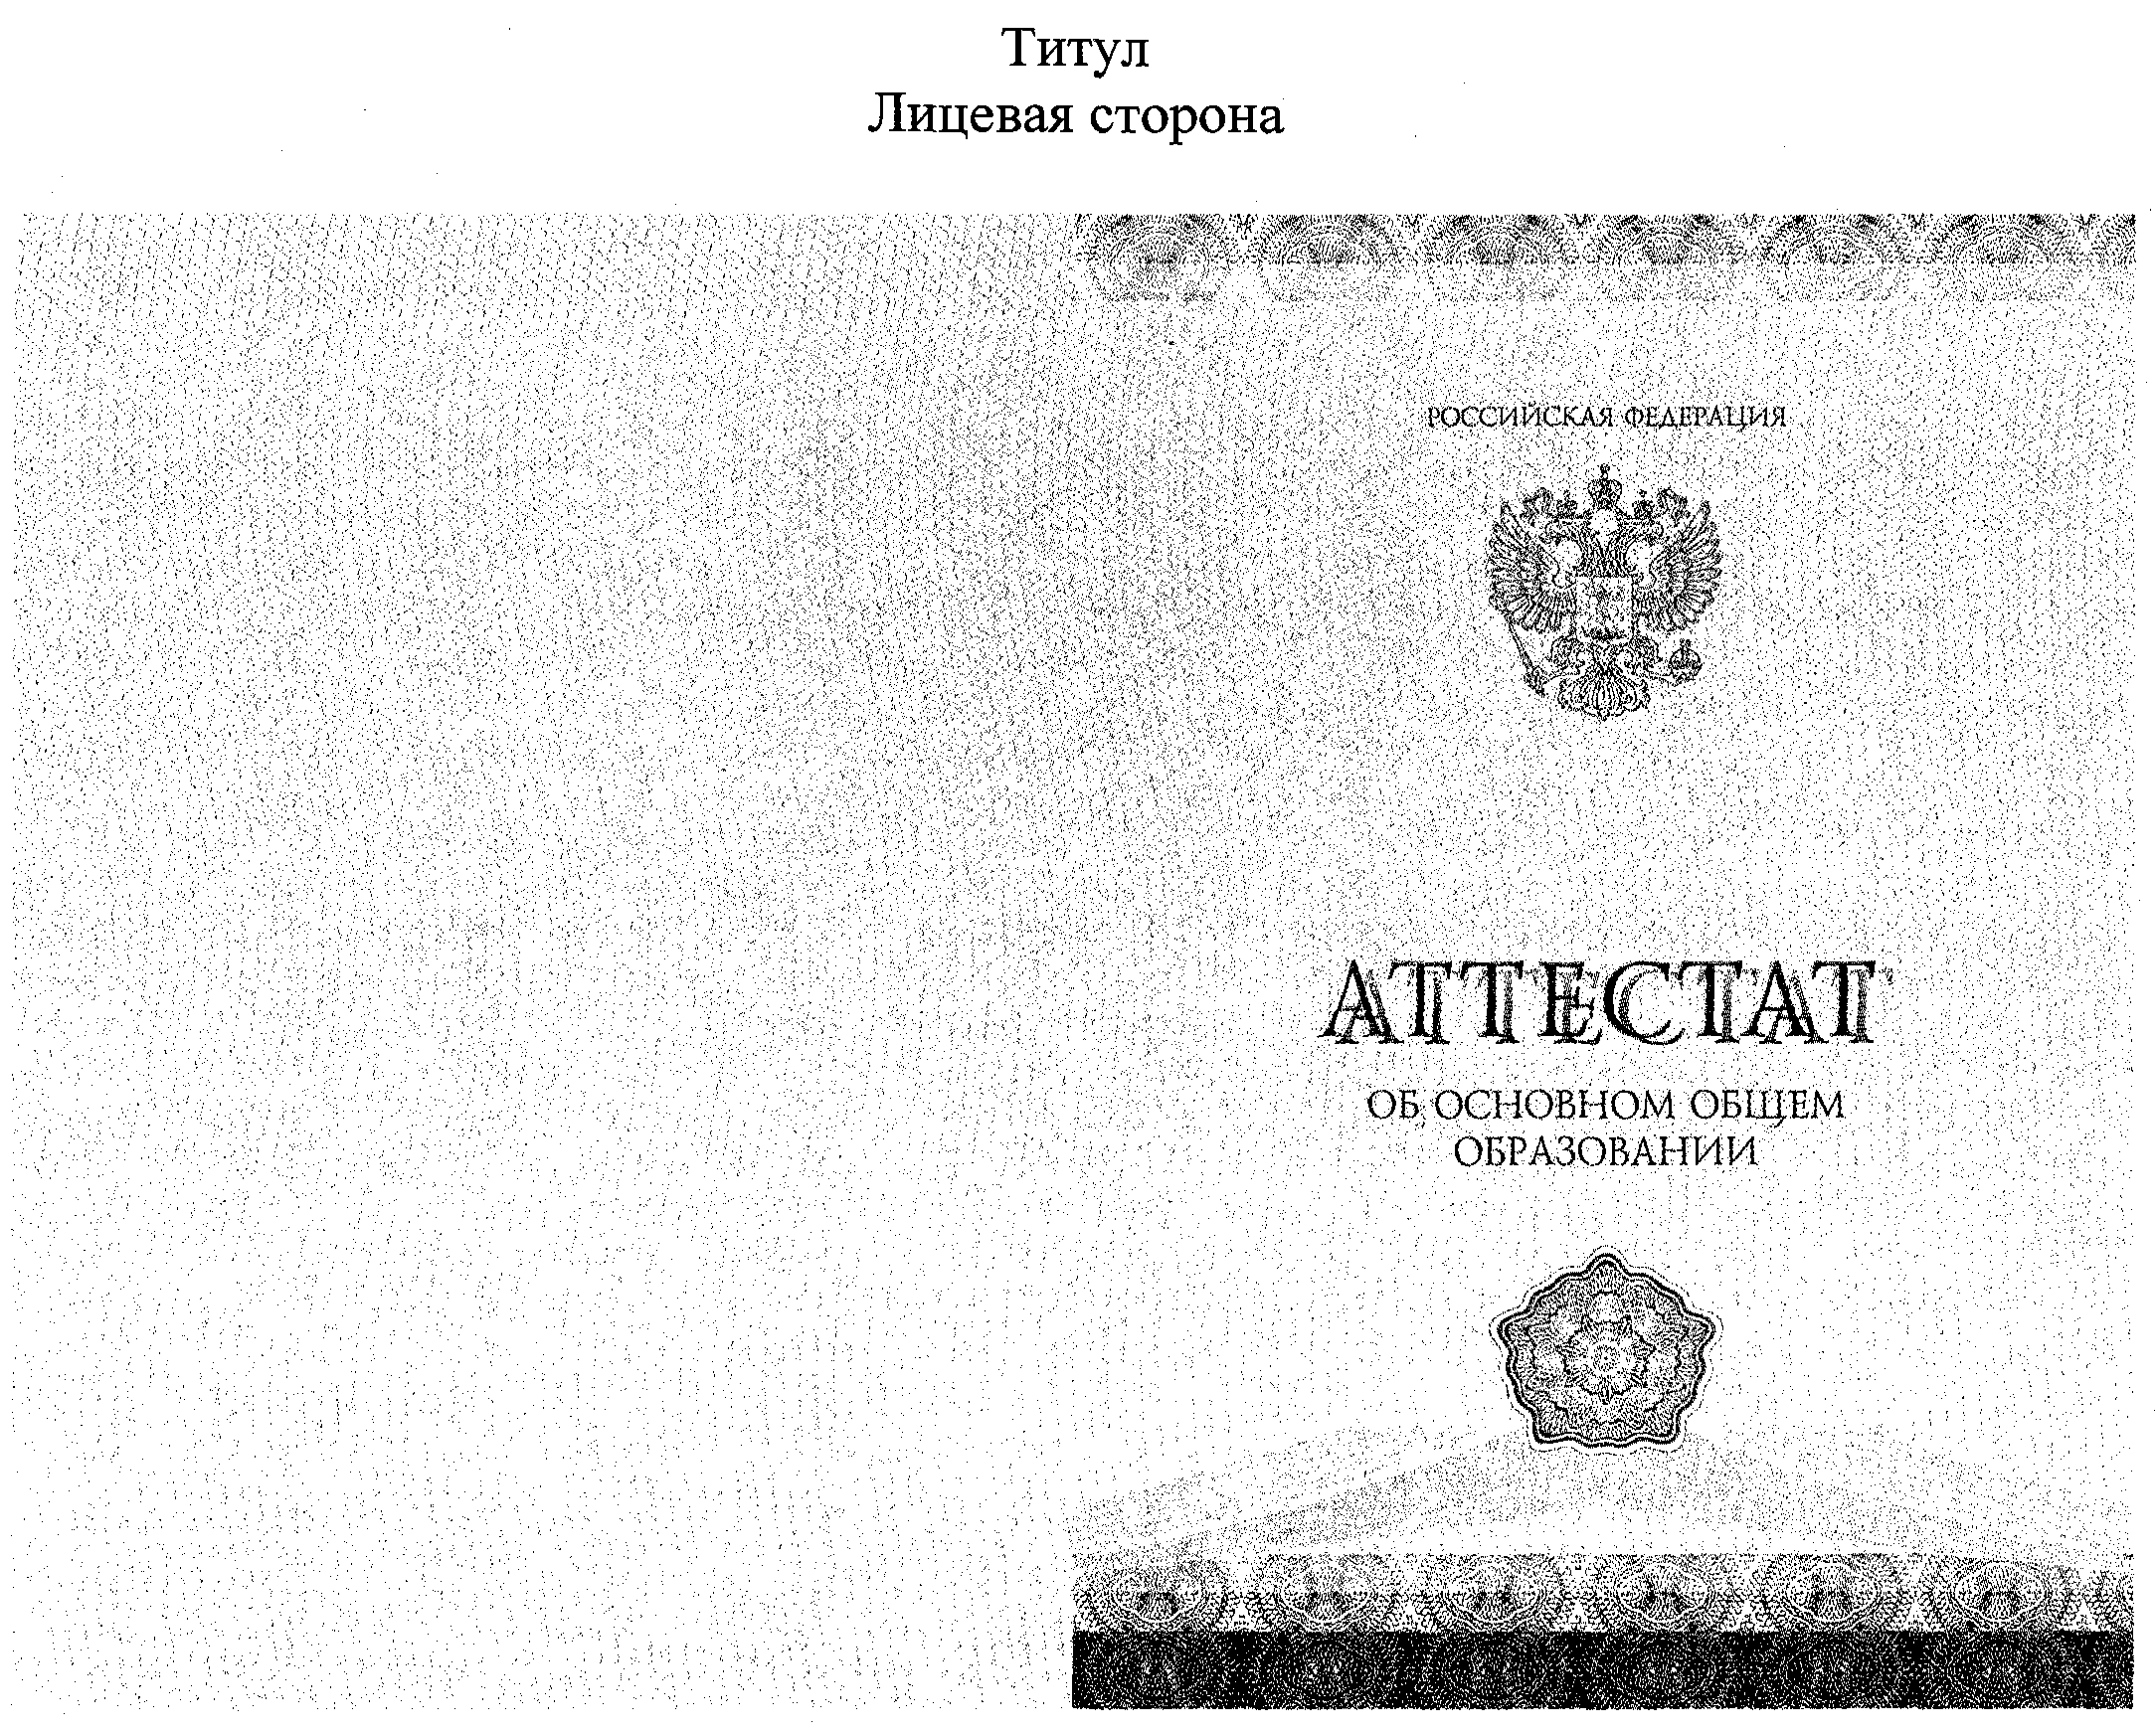 Титул
Лицевая сторона
РОССИЙСКАЯ ФЕДЕРАЦИЯ
АТТЕСТАТ
ОБ ОСНОВНОМ ОБЩЕМ
ОБРАЗОВАНИИ